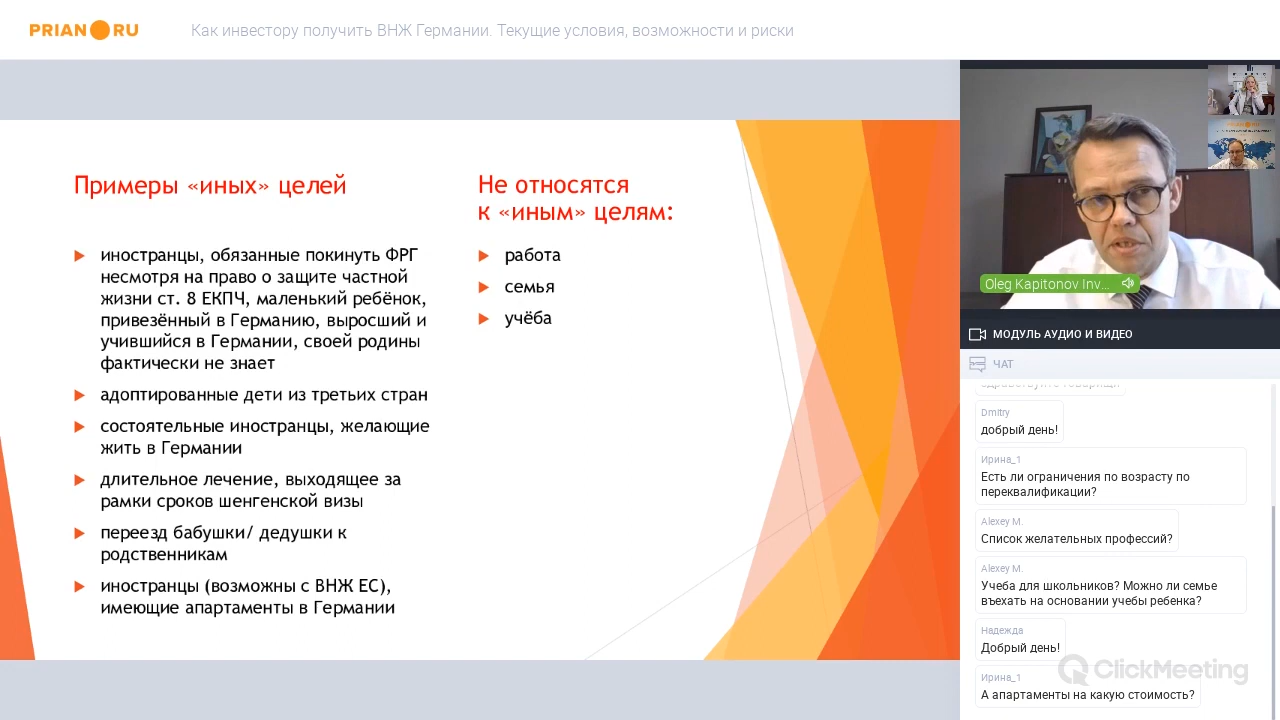 PRIAN RU
Как инвестору получить ВНЖ Германии. Текущие условия, возможности и риски
Примеры «иных» целей
иностранцы, обязанные покинуть ФРГ
несмотря на право о защите частной
жизни ст. 8 ЕКПЧ, маленький ребёнок,
привезённый в Германию, выросший и
учившийся в Германии, своей родины
фактически не знает
адоптированные дети из третьих стран
состоятельные иностранцы, желающие
жить в Германии
длительное лечение, выходящее за
рамки сроков шенгенской визы
переезд бабушки/ дедушки к
родственникам
иностранцы (возможны с ВНЖ ЕС),
имеющие апартаменты в Германии
Не относятся
к «иным» целям:
работа
семья
учёба
Oleg Kapitonov Inv...
МОДУЛЬ АУДИО И ВИДЕО
ЧАТ
Dmitry
добрый день!
Ирина_1
Есть ли ограничения по возрасту по
переквалификации?
Alexey M.
Список желательных профессий?
Alexey M.
Учеба для школьников? Можно ли семье
въехать на основании учебы ребенка?
Надежда
Добрый день!
Ирина_1
А апартаменты на какую стоимость?
ClickMeeting